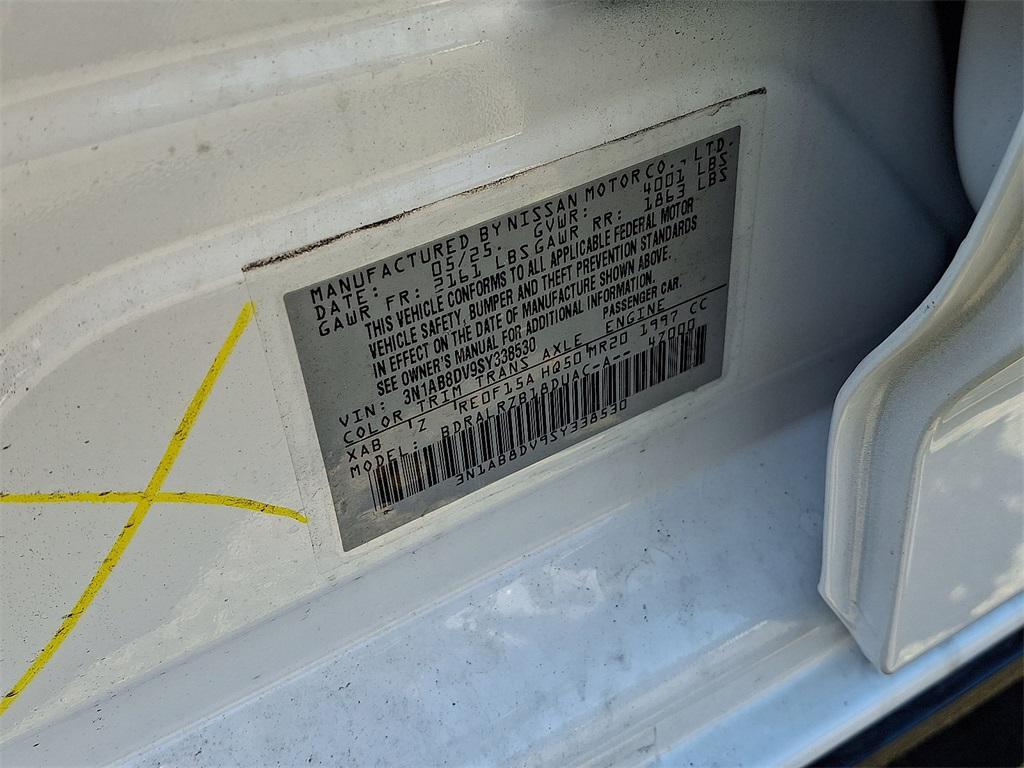 MANUFACTURED BY NISSAN MOTOR CO., LTD.
DATE: 05/25. GVWR: 4001 LBS
GAWR FR: 2161 LBS GAWR RR: 1863 LBS
THIS VEHICLE CONFORMS TO ALL APPLICABLE FEDERAL MOTOR
VEHICLE SAFETY, BUMPER AND THEFT PREVENTION STANDARDS
IN EFFECT ON THE DATE OF MANUFACTURE SHOWN ABOVE.
SEE OWNER'S MANUAL FOR ADDITIONAL INFORMATION.
VIN: 3N1AB8DV9SY338530 PASSENGER CAR.
COLOR TRIM TRANS AXLE ENGINE
XAB Z RE0F15A HQ50 MR20 1997 CC
MODEL: BDRALRZB18DUAC-A-- 47000
3N1AB8DV9SY338530